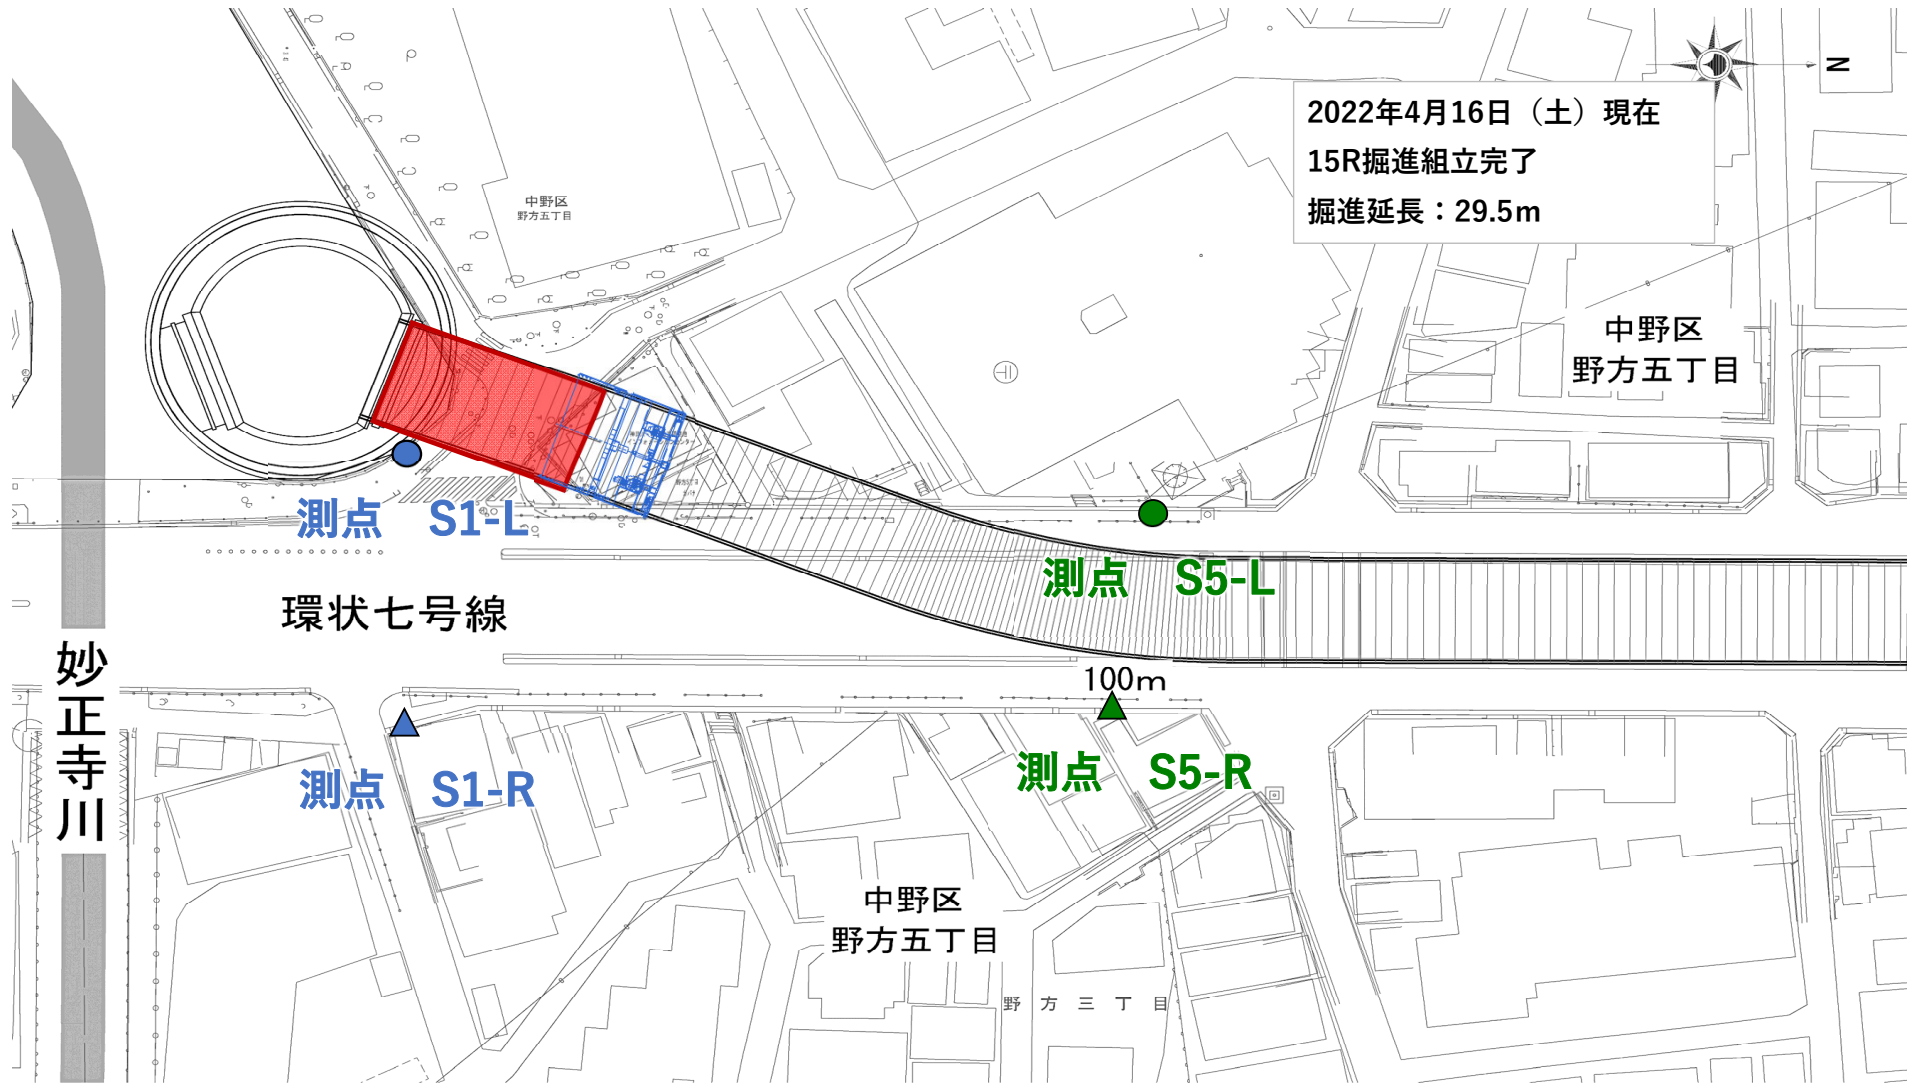 N
2022年4月16日（土）現在
15R掘進組立完了
掘進延長：29.5m
中野区
野方五丁目
中野区
野方五丁目
測点 S1-L
測点 S5-L
環状七号線
妙正寺川
100m
測点 S1-R
測点 S5-R
中野区
野方五丁目
野方三丁目